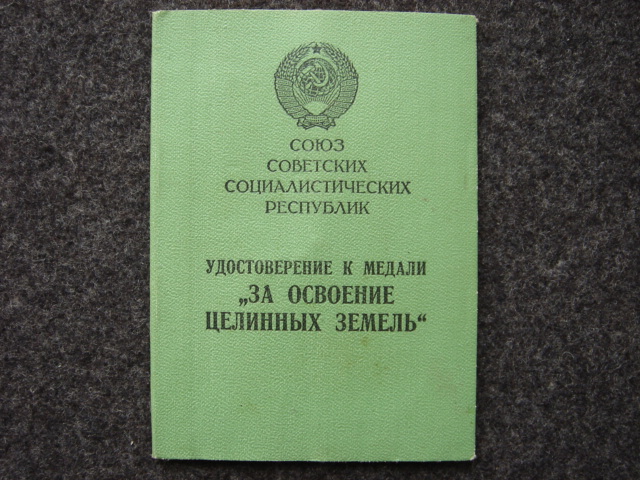 СОЮЗ
СОВЕТСКИХ
СОЦИАЛИСТИЧЕСКИХ
РЕСПУБЛИК
УДОСТОВЕРЕНИЕ К МЕДАЛИ
„ЗА ОСВОЕНИЕ
ЦЕЛИННЫХ ЗЕМЕЛЬ“